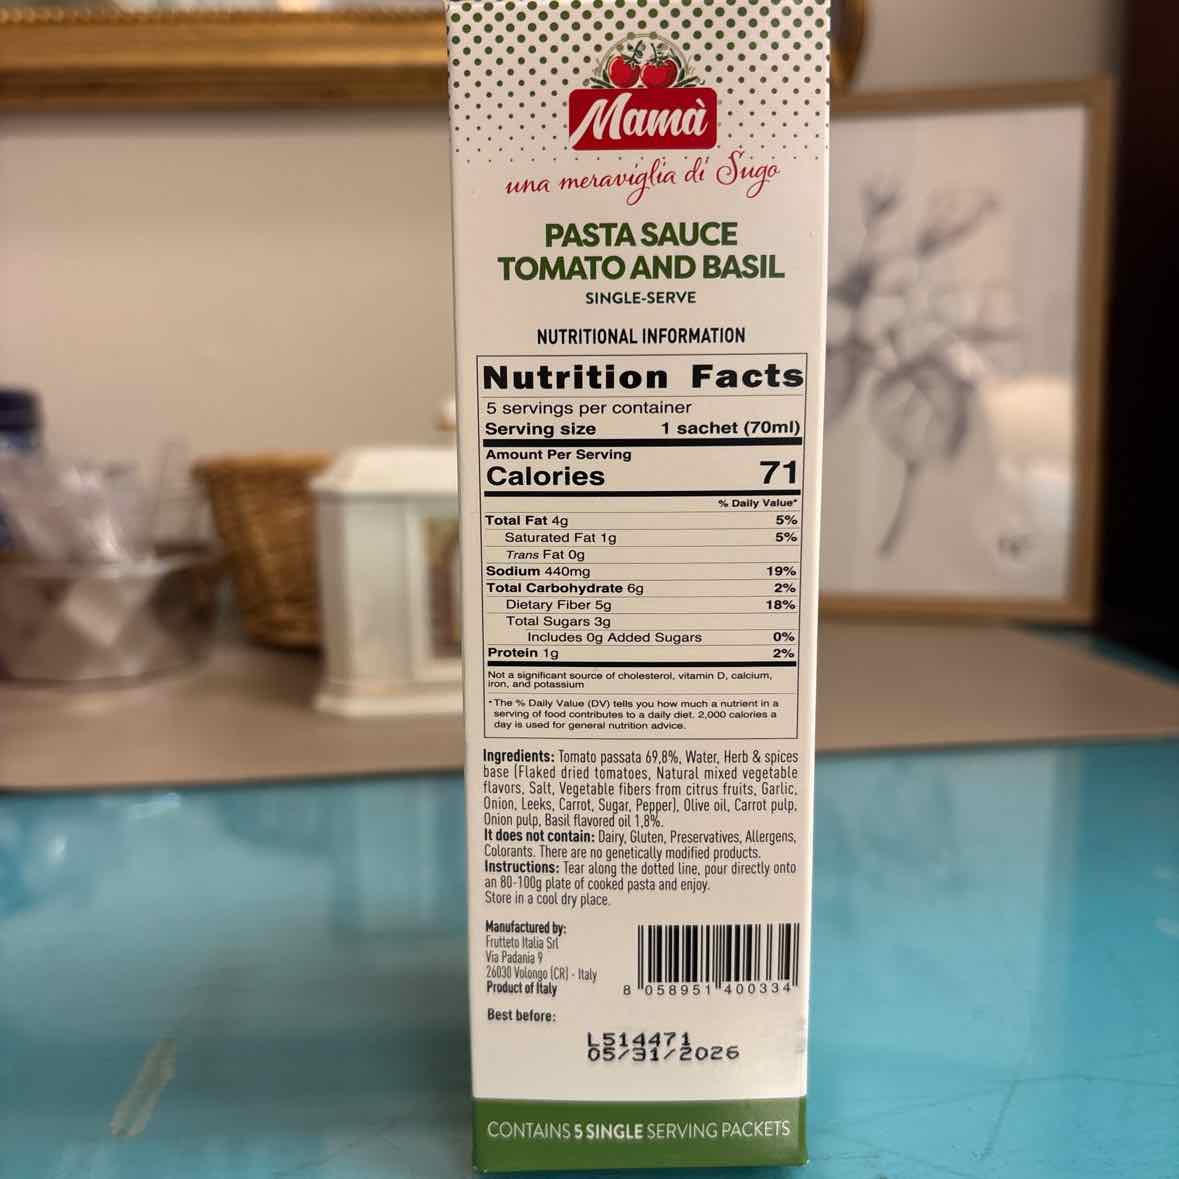 Mamà
una meraviglia di Sugo
PASTA SAUCE
TOMATO AND BASIL
SINGLE-SERVE
NUTRITIONAL INFORMATION
Nutrition Facts
5 servings per container
Serving size 1 sachet (70ml)
Amount Per Serving
Calories 71
% Daily Value*
Total Fat 4g 5%
Saturated Fat 1g 5%
Trans Fat 0g
Sodium 440mg 19%
Total Carbohydrate 6g 2%
Dietary Fiber 5g 18%
Total Sugars 3g
Includes 0g Added Sugars 0%
Protein 1g 2%
Not a significant source of cholesterol, vitamin D, calcium,
iron, and potassium
*The % Daily Value (DV) tells you how much a nutrient in a
serving of food contributes to a daily diet. 2,000 calories a
day is used for general nutrition advice.
Ingredients: Tomato passata 69,8%, Water, Herb & spices
base (Flaked dried tomatoes, Natural mixed vegetable
flavors, Salt, Vegetable fibers from citrus fruits, Garlic,
Onion, Leeks, Carrot, Sugar, Pepper), Olive oil, Carrot pulp,
Onion pulp, Basil flavored oil 1,8%.
It does not contain: Dairy, Gluten, Preservatives, Allergens,
Colorants. There are no genetically modified products.
Instructions: Tear along the dotted line, pour directly onto
an 80-100g plate of cooked pasta and enjoy.
Store in a cool dry place.
Manufactured by:
Frutteto Italia Srl
Via Padania 9
26030 Volongo (CR) - Italy
Product of Italy
8 058951 400334
Best before:
L514471
05/31/2026
CONTAINS 5 SINGLE SERVING PACKETS